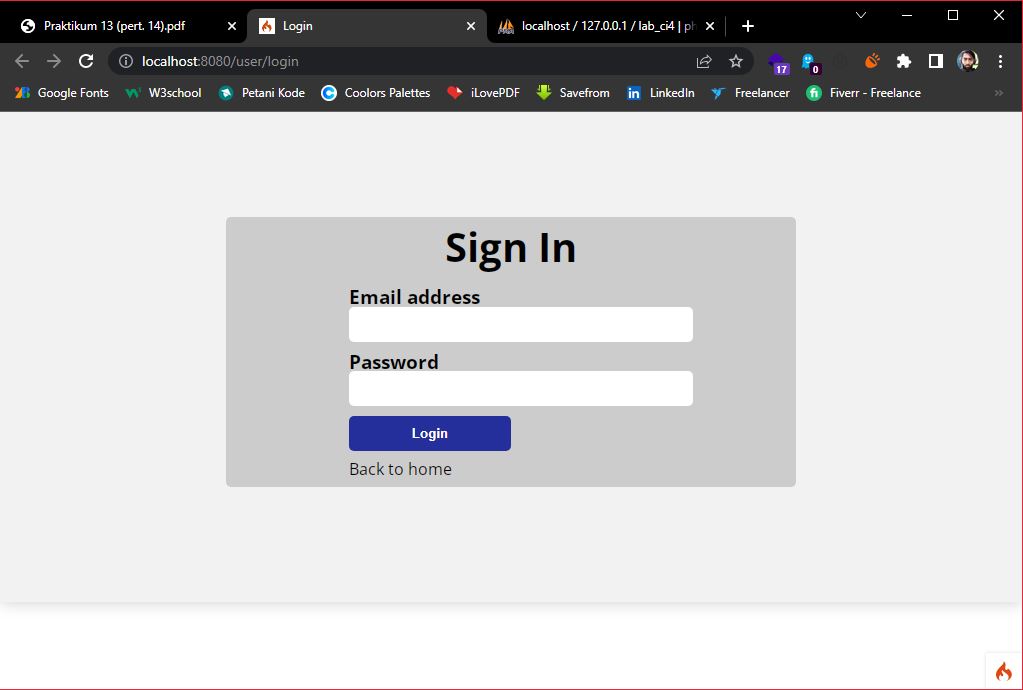 Praktikum 13 (pert. 14).pdf
Login
localhost / 127.0.0.1 / lab_ci4 | ph
localhost:8080/user/login
17
0
Google Fonts
W3school
Petani Kode
Coolors Palettes
iLovePDF
Savefrom
LinkedIn
Freelancer
Fiverr - Freelance
Sign In
Email address
Password
Login
Back to home